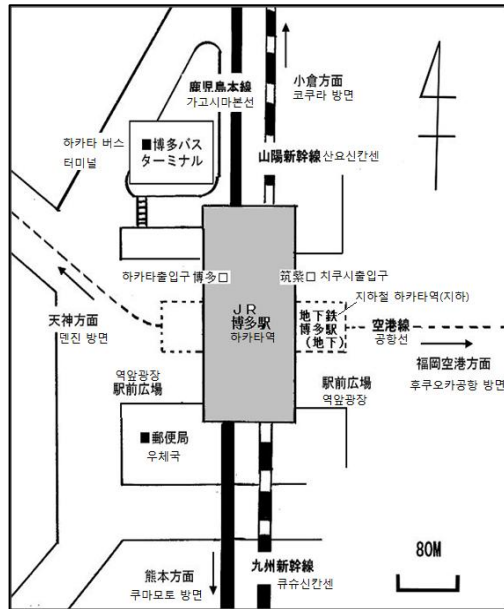 鹿児島本線
가고시마본선
小倉方面
코쿠라 방면
하카타 버스
터미널
■博多バス
ターミナル
山陽新幹線 산요신칸센
하카타출입구 博多口
筑紫口 치쿠시출입구
지하철 하카타역(지하)
JR
博多駅
하카타역
地下鉄
博多駅
(地下)
天神方面
덴진 방면
空港線
공항선
福岡空港方面
후쿠오카공항 방면
역앞광장
駅前広場
駅前広場
역앞광장
■郵便局
우체국
80M
熊本方面
쿠마모토 방면
九州新幹線
큐슈신칸센